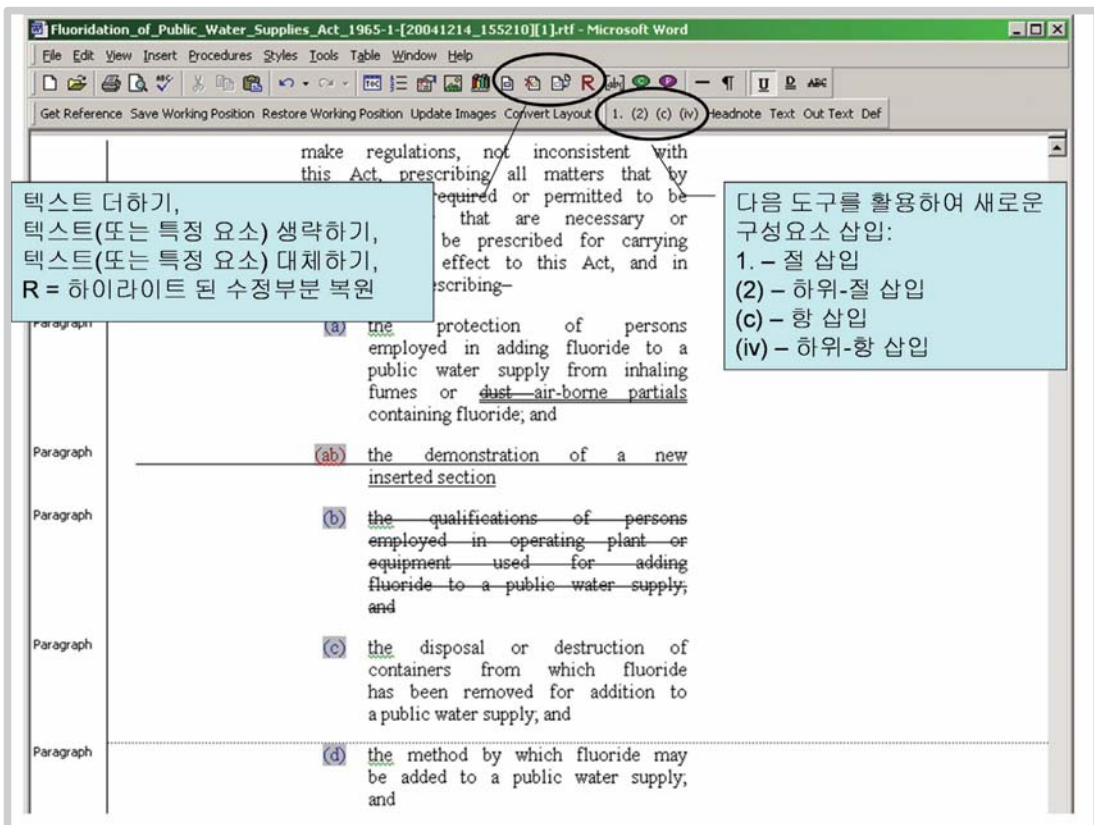 Fluoridation_of_Public_Water_Supplies_Act_1965-1-[20041214_155210][1].rtf - Microsoft Word
File Edit View Insert Procedures Styles Tools Table Window Help
R [ab] U D ABC
Get Reference Save Working Position Restore Working Position Update Images Convert Layout 1. (2) (c) (iv) Headnote Text Out Text Def
make regulations, not inconsistent with
this Act, prescribing all matters that by
required or permitted to be
that are necessary or
be prescribed for carrying
effect to this Act, and in
escribing–
텍스트 더하기,
텍스트(또는 특정 요소) 생략하기,
텍스트(또는 특정 요소) 대체하기,
R = 하이라이트 된 수정부분 복원
다음 도구를 활용하여 새로운
구성요소 삽입:
1. – 절 삽입
(2) – 하위-절 삽입
(c) – 항 삽입
(iv) – 하위-항 삽입
Paragraph (a) the protection of persons
employed in adding fluoride to a
public water supply from inhaling
fumes or dust air-borne partials
containing fluoride; and
Paragraph (ab) the demonstration of a new
inserted section
Paragraph (b) the qualifications of persons
employed in operating plant or
equipment used for adding
fluoride to a public water supply;
and
Paragraph (c) the disposal or destruction of
containers from which fluoride
has been removed for addition to
a public water supply; and
Paragraph (d) the method by which fluoride may
be added to a public water supply;
and